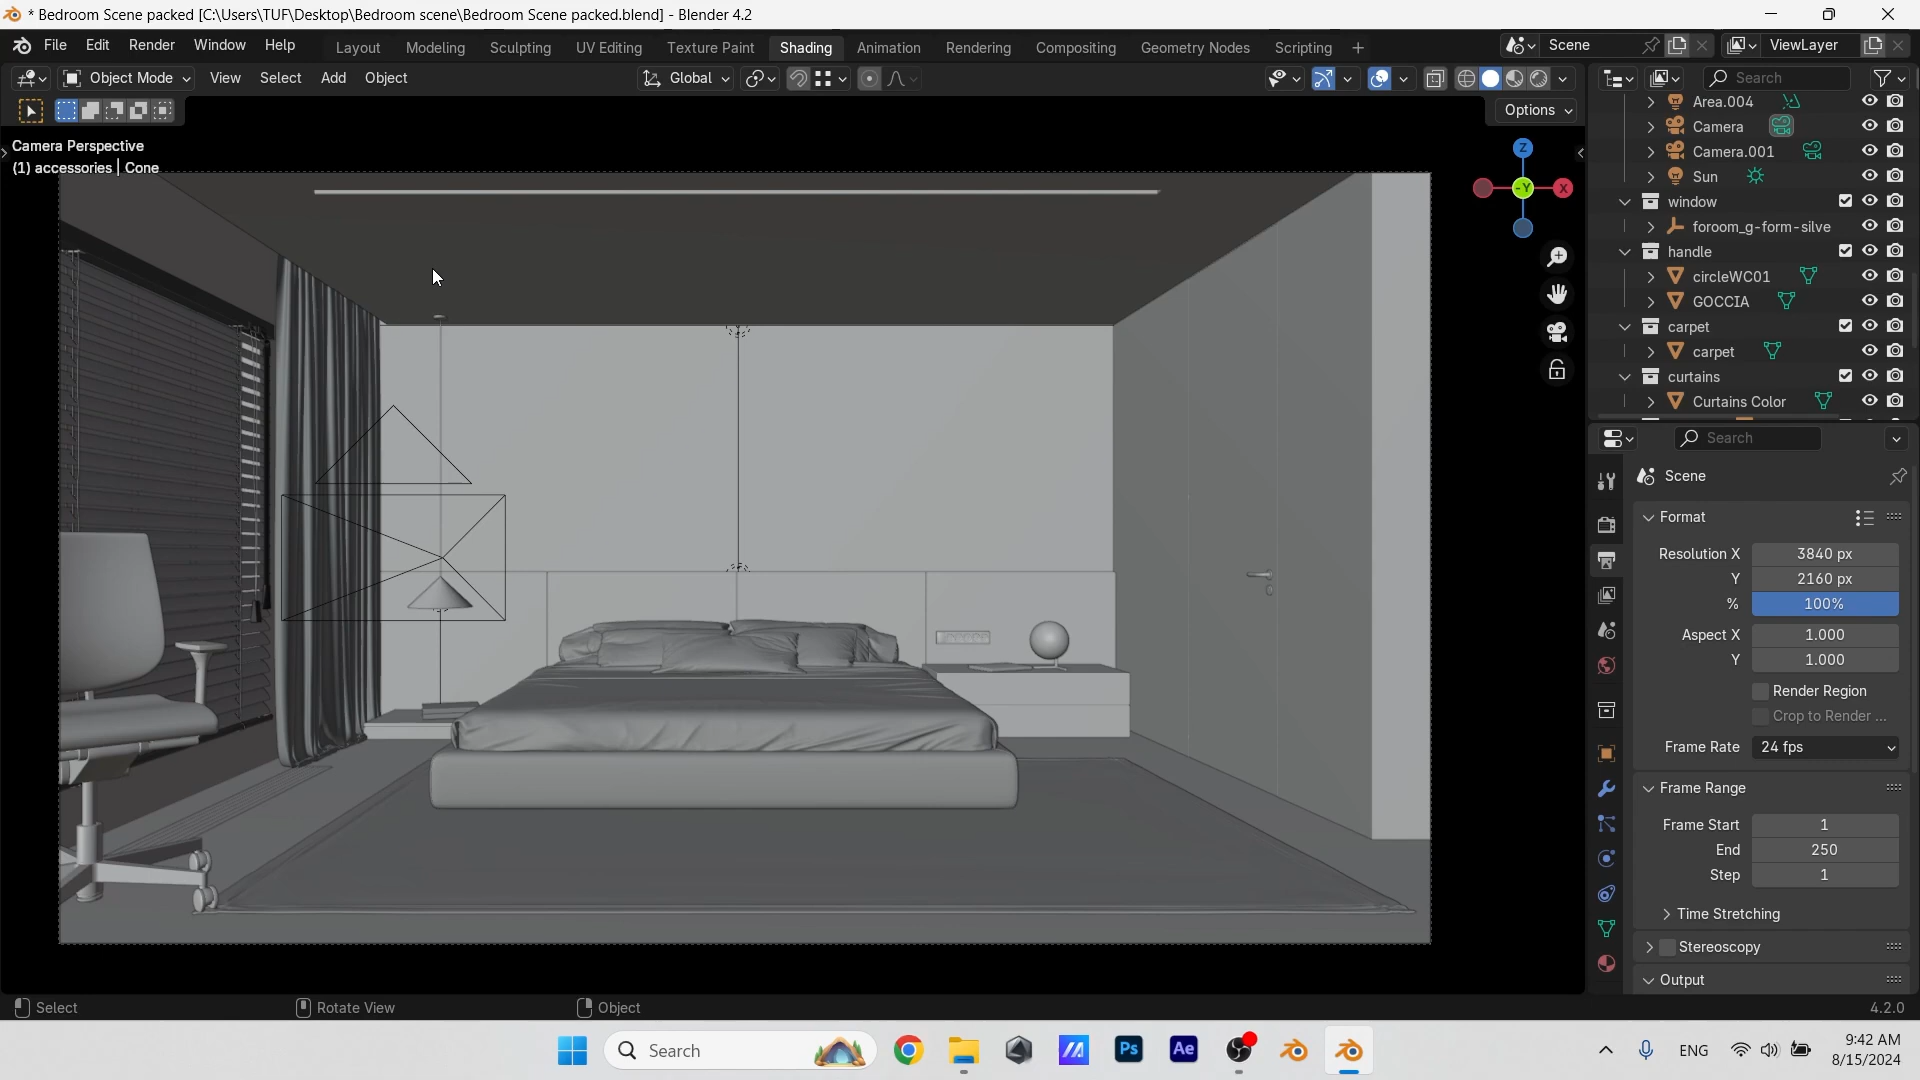 * Bedroom Scene packed [C:\Users\TUF\Desktop\Bedroom scene\Bedroom Scene packed.blend] - Blender 4.2
File Edit Render Window Help Layout Modeling Sculpting UV Editing Texture Paint Shading Animation Rendering Compositing Geometry Nodes Scripting + Scene ViewLayer
Object Mode View Select Add Object Global Search
Options
Camera Perspective
(1) accessories | Cone
Z
-Y
X
Area.004
Camera
Camera.001
Sun
window
foroom_g-form-silve
handle
circleWC01
GOCCIA
carpet
carpet
curtains
Curtains Color
Search
Scene
Format
Resolution X 3840 px
Y 2160 px
% 100%
Aspect X 1.000
Y 1.000
Render Region
Crop to Render ...
Frame Rate 24 fps
Frame Range
Frame Start 1
End 250
Step 1
Time Stretching
Stereoscopy
Output
Select Rotate View Object 4.2.0
Search Ps Ae ENG 9:42 AM
8/15/2024